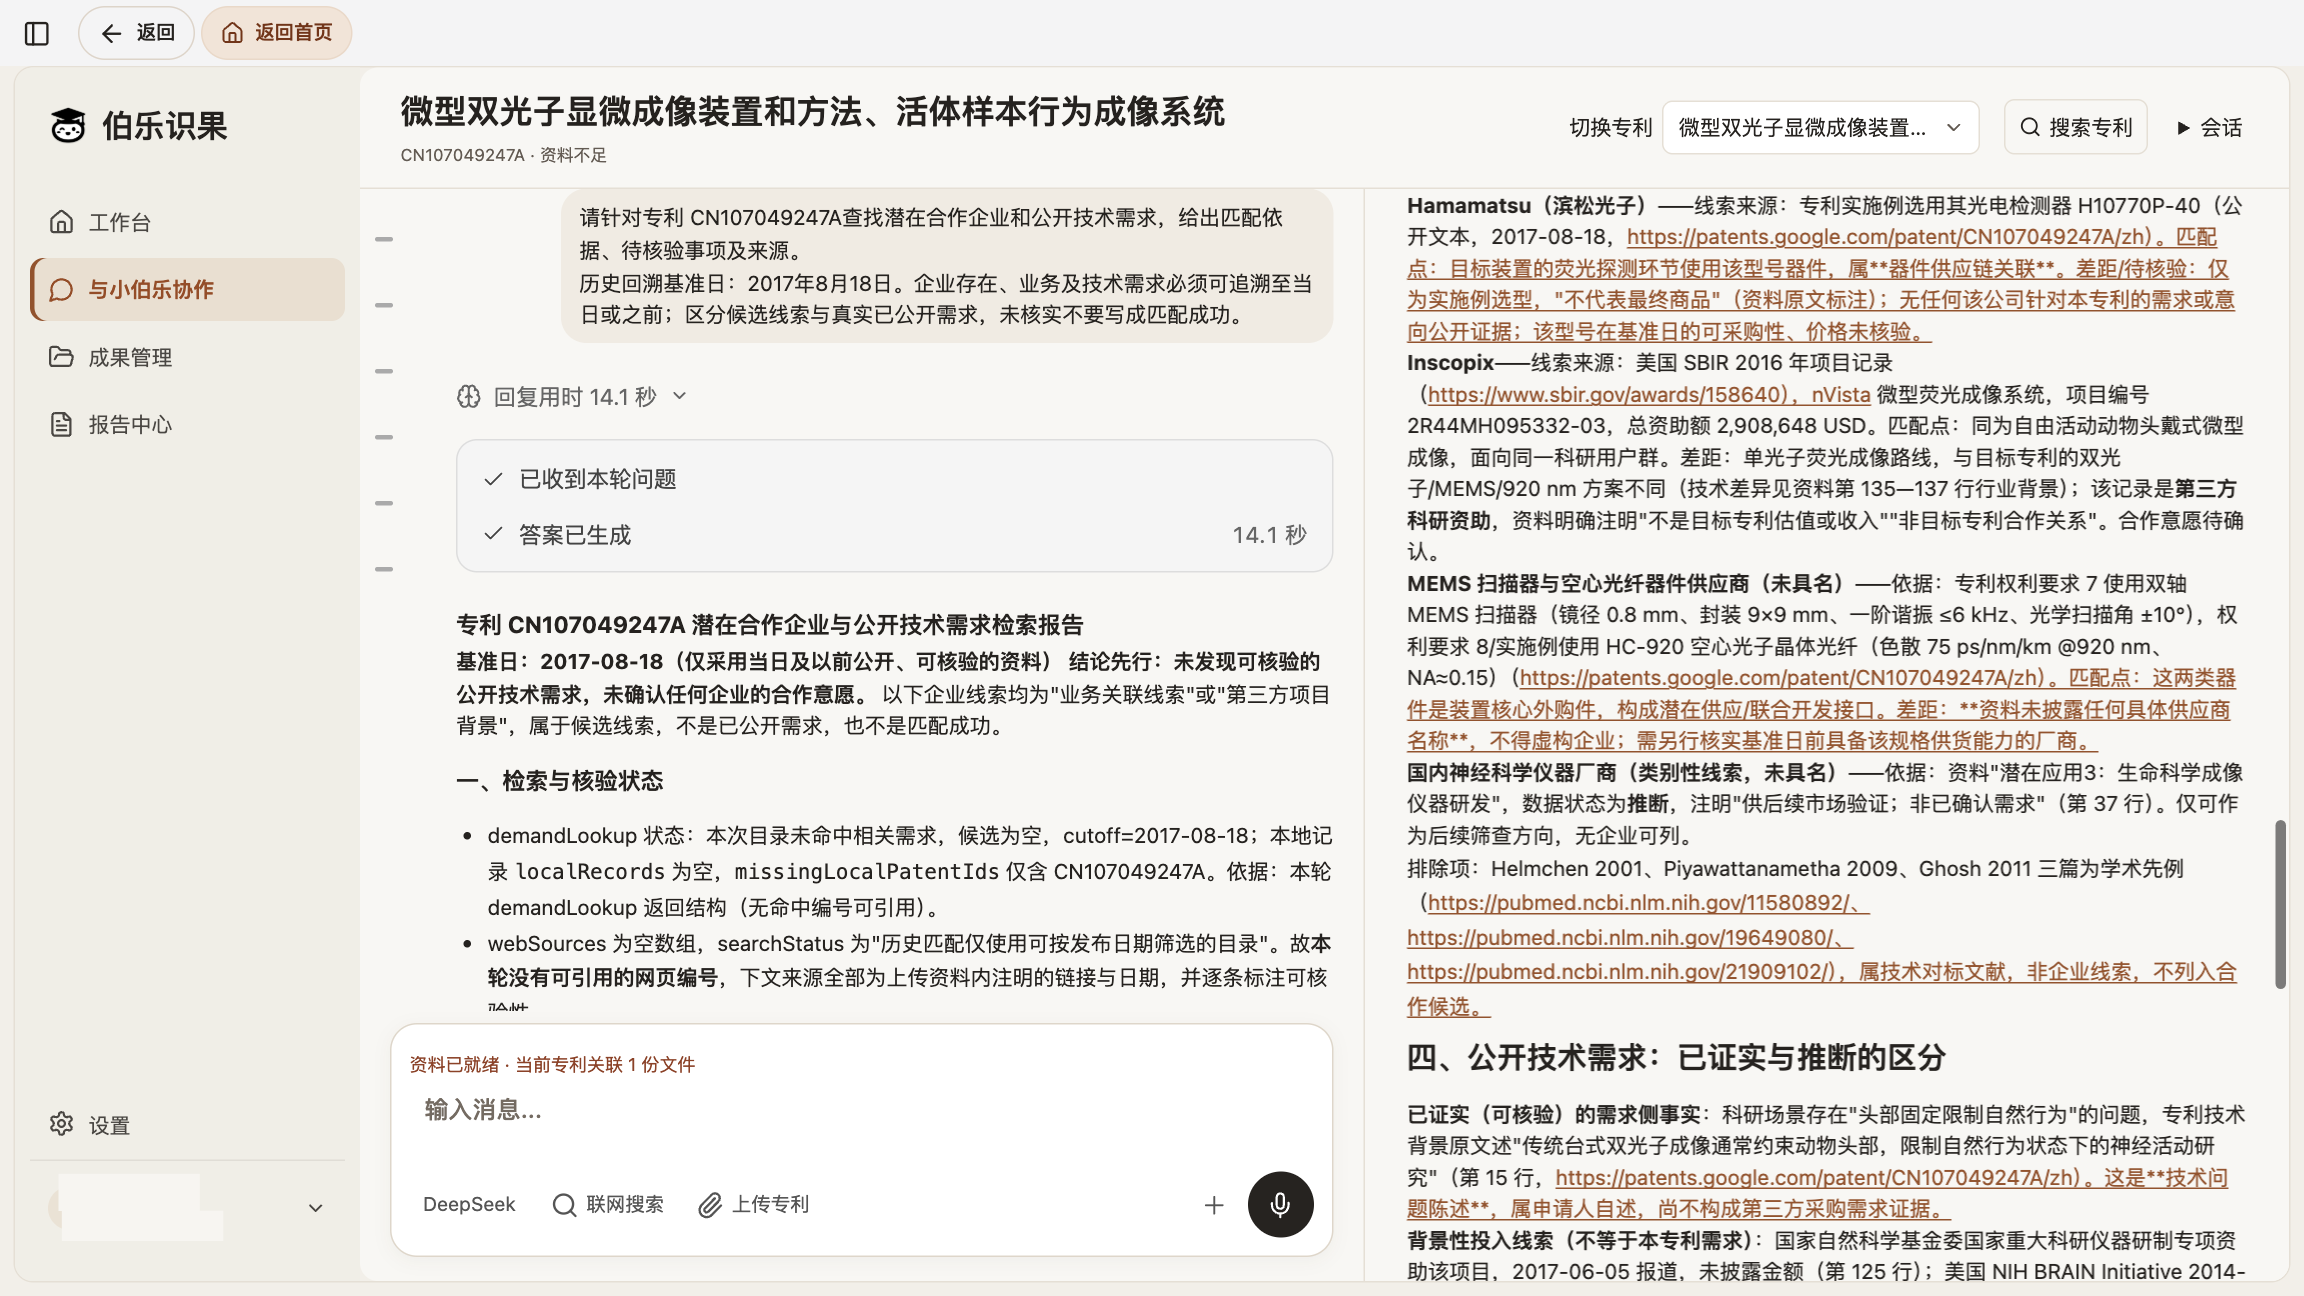 返回
返回首页
伯乐识果
工作台
与小伯乐协作
成果管理
报告中心
设置
微型双光子显微成像装置和方法、活体样本行为成像系统
CN107049247A · 资料不足
切换专利
微型双光子显微成像装置...
搜索专利
▶ 会话
请针对专利 CN107049247A查找潜在合作企业和公开技术需求，给出匹配依
据、待核验事项及来源。
历史回溯基准日：2017年8月18日。企业存在、业务及技术需求必须可追溯至当
日或之前；区分候选线索与真实已公开需求，未核实不要写成匹配成功。
回复用时 14.1 秒
已收到本轮问题
答案已生成
14.1 秒
专利 CN107049247A 潜在合作企业与公开技术需求检索报告
基准日：2017-08-18（仅采用当日及以前公开、可核验的资料） 结论先行：未发现可核验的
公开技术需求，未确认任何企业的合作意愿。 以下企业线索均为"业务关联线索"或"第三方项目
背景"，属于候选线索，不是已公开需求，也不是匹配成功。
一、检索与核验状态
• demandLookup 状态：本次目录未命中相关需求，候选为空，cutoff=2017-08-18；本地记
录 localRecords 为空，missingLocalPatentIds 仅含 CN107049247A。依据：本轮
demandLookup 返回结构（无命中编号可引用）。
• webSources 为空数组，searchStatus 为"历史匹配仅使用可按发布日期筛选的目录"。故本
轮没有可引用的网页编号，下文来源全部为上传资料内注明的链接与日期，并逐条标注可核
验性
资料已就绪 · 当前专利关联 1 份文件
输入消息...
DeepSeek
联网搜索
上传专利
Hamamatsu（滨松光子）——线索来源：专利实施例选用其光电检测器 H10770P-40（公
开文本，2017-08-18，https://patents.google.com/patent/CN107049247A/zh）。匹配
点：目标装置的荧光探测环节使用该型号器件，属**器件供应链关联**。差距/待核验：仅
为实施例选型，"不代表最终商品"（资料原文标注）；无任何该公司针对本专利的需求或意
向公开证据；该型号在基准日的可采购性、价格未核验。
Inscopix——线索来源：美国 SBIR 2016 年项目记录
（https://www.sbir.gov/awards/158640），nVista 微型荧光成像系统，项目编号
2R44MH095332-03，总资助额 2,908,648 USD。匹配点：同为自由活动动物头戴式微型
成像，面向同一科研用户群。差距：单光子荧光成像路线，与目标专利的双光
子/MEMS/920 nm 方案不同（技术差异见资料第 135—137 行行业背景）；该记录是第三方
科研资助，资料明确注明"不是目标专利估值或收入""非目标专利合作关系"。合作意愿待确
认。
MEMS 扫描器与空心光纤器件供应商（未具名）——依据：专利权利要求 7 使用双轴
MEMS 扫描器（镜径 0.8 mm、封装 9×9 mm、一阶谐振 ≤6 kHz、光学扫描角 ±10°），权
利要求 8/实施例使用 HC-920 空心光子晶体光纤（色散 75 ps/nm/km @920 nm、
NA≈0.15）（https://patents.google.com/patent/CN107049247A/zh）。匹配点：这两类器
件是装置核心外购件，构成潜在供应/联合开发接口。差距：**资料未披露任何具体供应商
名称**，不得虚构企业；需另行核实基准日前具备该规格供货能力的厂商。
国内神经科学仪器厂商（类别性线索，未具名）——依据：资料"潜在应用3：生命科学成像
仪器研发"，数据状态为推断，注明"供后续市场验证；非已确认需求"（第 37 行）。仅可作
为后续筛查方向，无企业可列。
排除项：Helmchen 2001、Piyawattanametha 2009、Ghosh 2011 三篇为学术先例
（https://pubmed.ncbi.nlm.nih.gov/11580892/、
https://pubmed.ncbi.nlm.nih.gov/19649080/、
https://pubmed.ncbi.nlm.nih.gov/21909102/），属技术对标文献，非企业线索，不列入合
作候选。
四、公开技术需求：已证实与推断的区分
已证实（可核验）的需求侧事实：科研场景存在"头部固定限制自然行为"的问题，专利技术
背景原文述"传统台式双光子成像通常约束动物头部，限制自然行为状态下的神经活动研
究"（第 15 行，https://patents.google.com/patent/CN107049247A/zh）。这是**技术问
题陈述**，属申请人自述，尚不构成第三方采购需求证据。
背景性投入线索（不等于本专利需求）：国家自然科学基金委国家重大科研仪器研制专项资
助该项目，2017-06-05 报道，未披露金额（第 125 行）；美国 NIH BRAIN Initiative 2014-